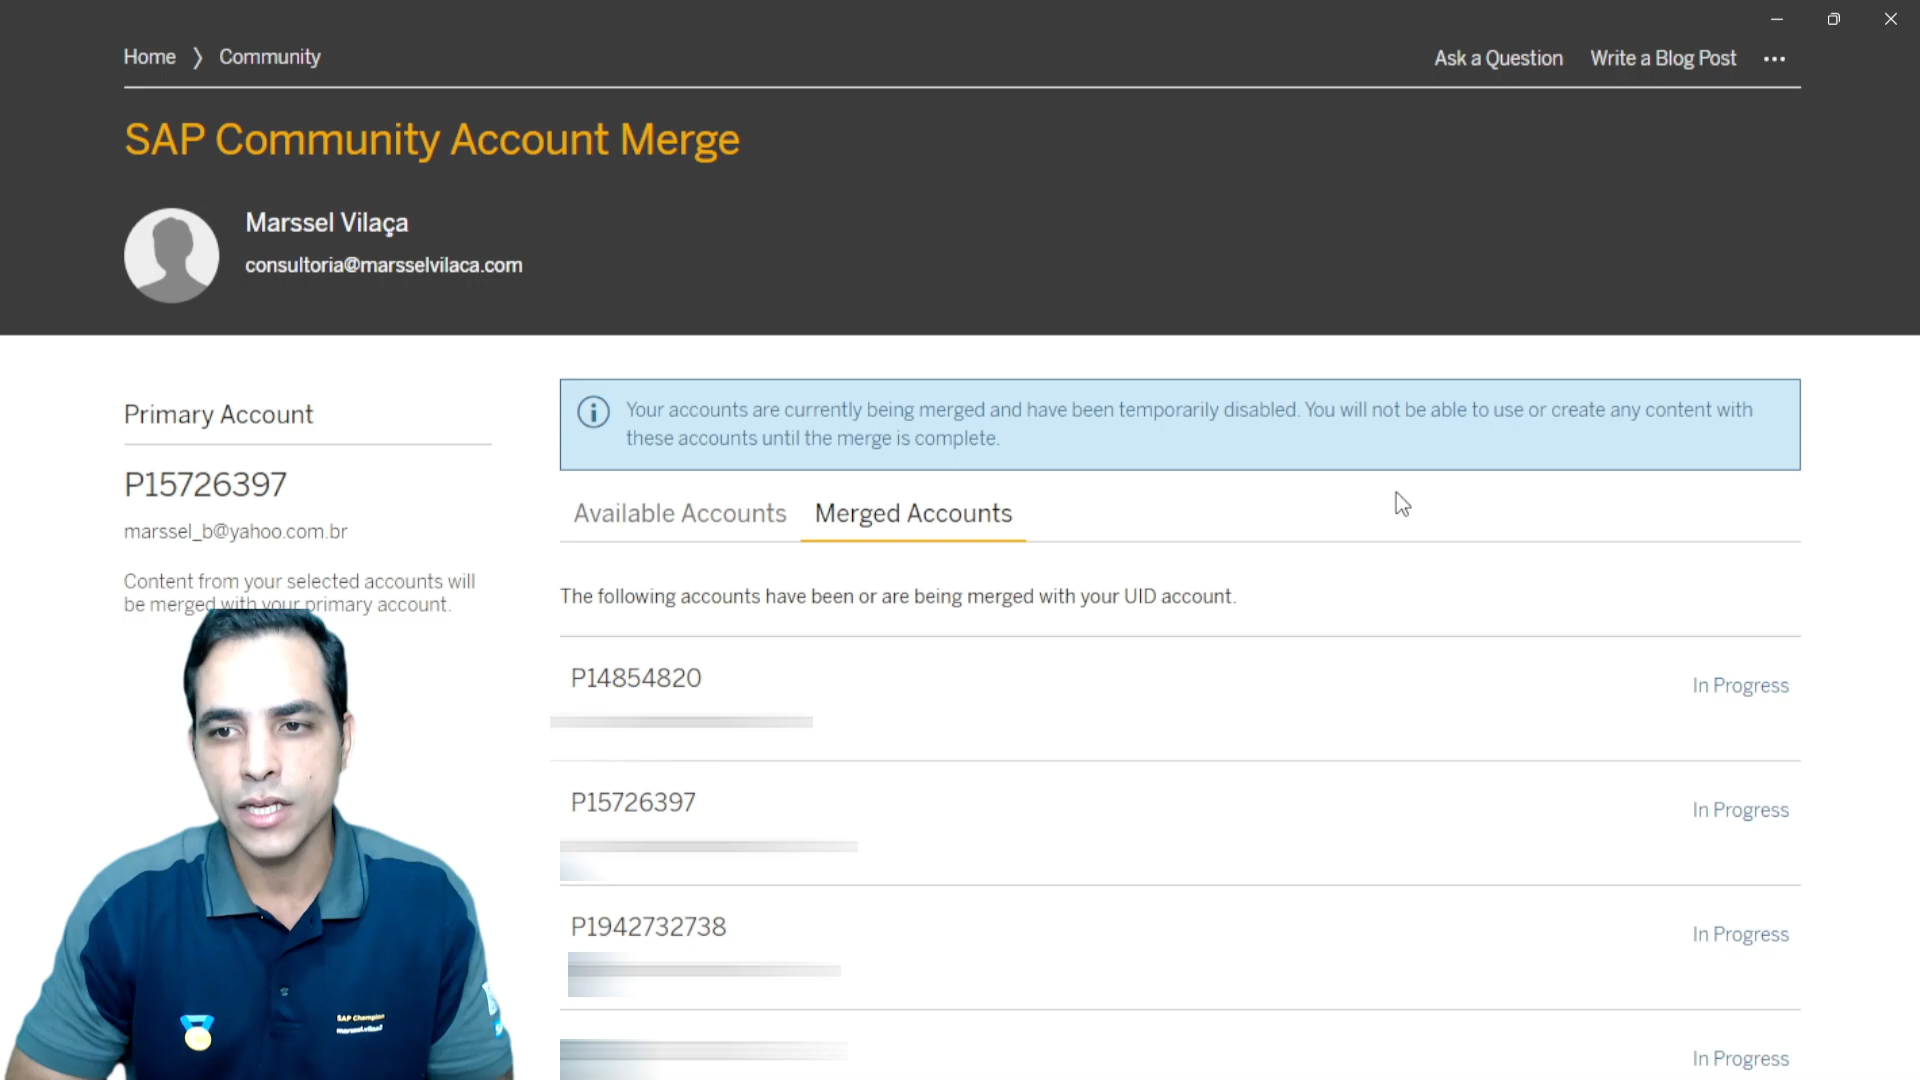 Home ❭ Community
Ask a Question Write a Blog Post ...
SAP Community Account Merge
Marssel Vilaça
consultoria@marsselvilaca.com
Primary Account
P15726397
marssel_b@yahoo.com.br
Content from your selected accounts will
be merged with your primary account.
Your accounts are currently being merged and have been temporarily disabled. You will not be able to use or create any content with
these accounts until the merge is complete.
Available Accounts Merged Accounts
The following accounts have been or are being merged with your UID account.
P14854820
In Progress
P15726397
In Progress
P1942732738
In Progress
In Progress
SAP Champion